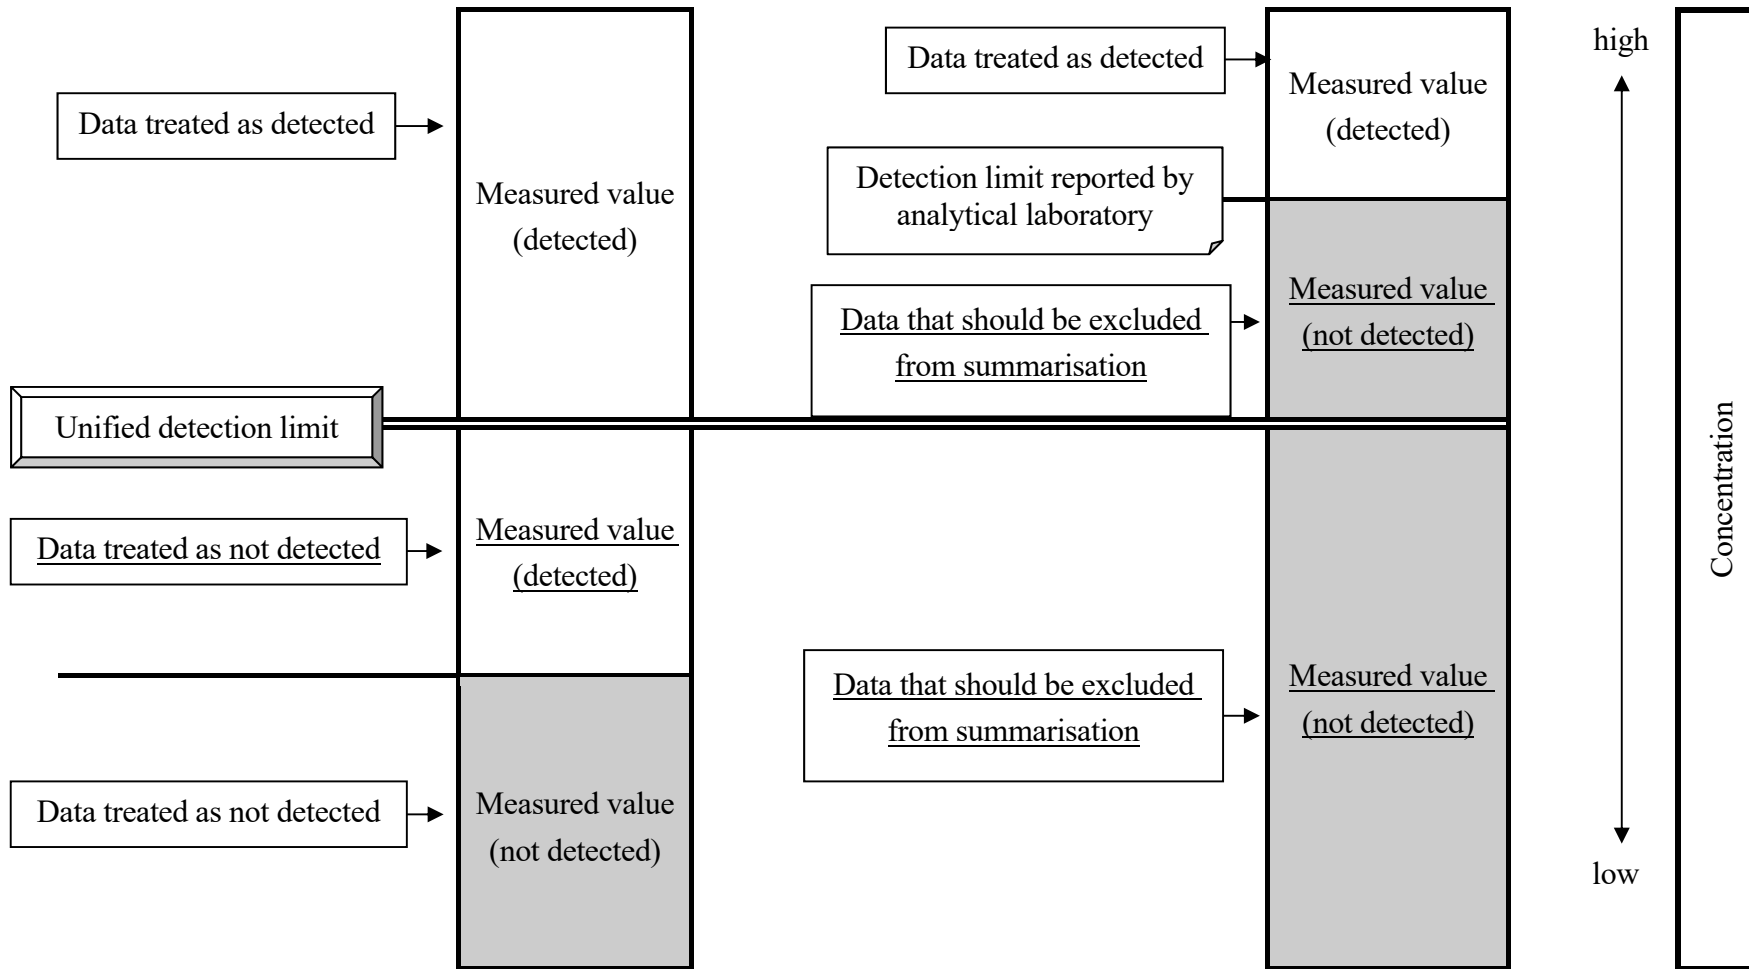 Data treated as detected
Measured value
(detected)
Unified detection limit
Data treated as not detected
Measured value
(detected)
Data treated as not detected
Measured value
(not detected)
Data treated as detected
Measured value
(detected)
Detection limit reported by
analytical laboratory
Data that should be excluded
from summarisation
Measured value
(not detected)
Data that should be excluded
from summarisation
Measured value
(not detected)
high
low
Concentration